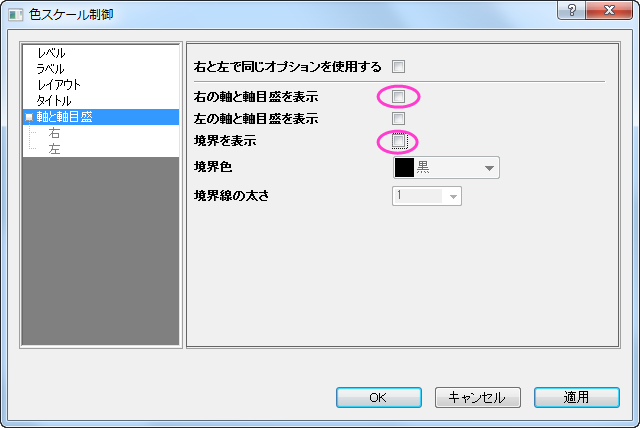 色スケール制御
レベル
ラベル
レイアウト
タイトル
軸と軸目盛
右
左
右と左で同じオプションを使用する
右の軸と軸目盛を表示
左の軸と軸目盛を表示
境界を表示
境界色
黒
境界線の太さ
1
OK
キャンセル
適用